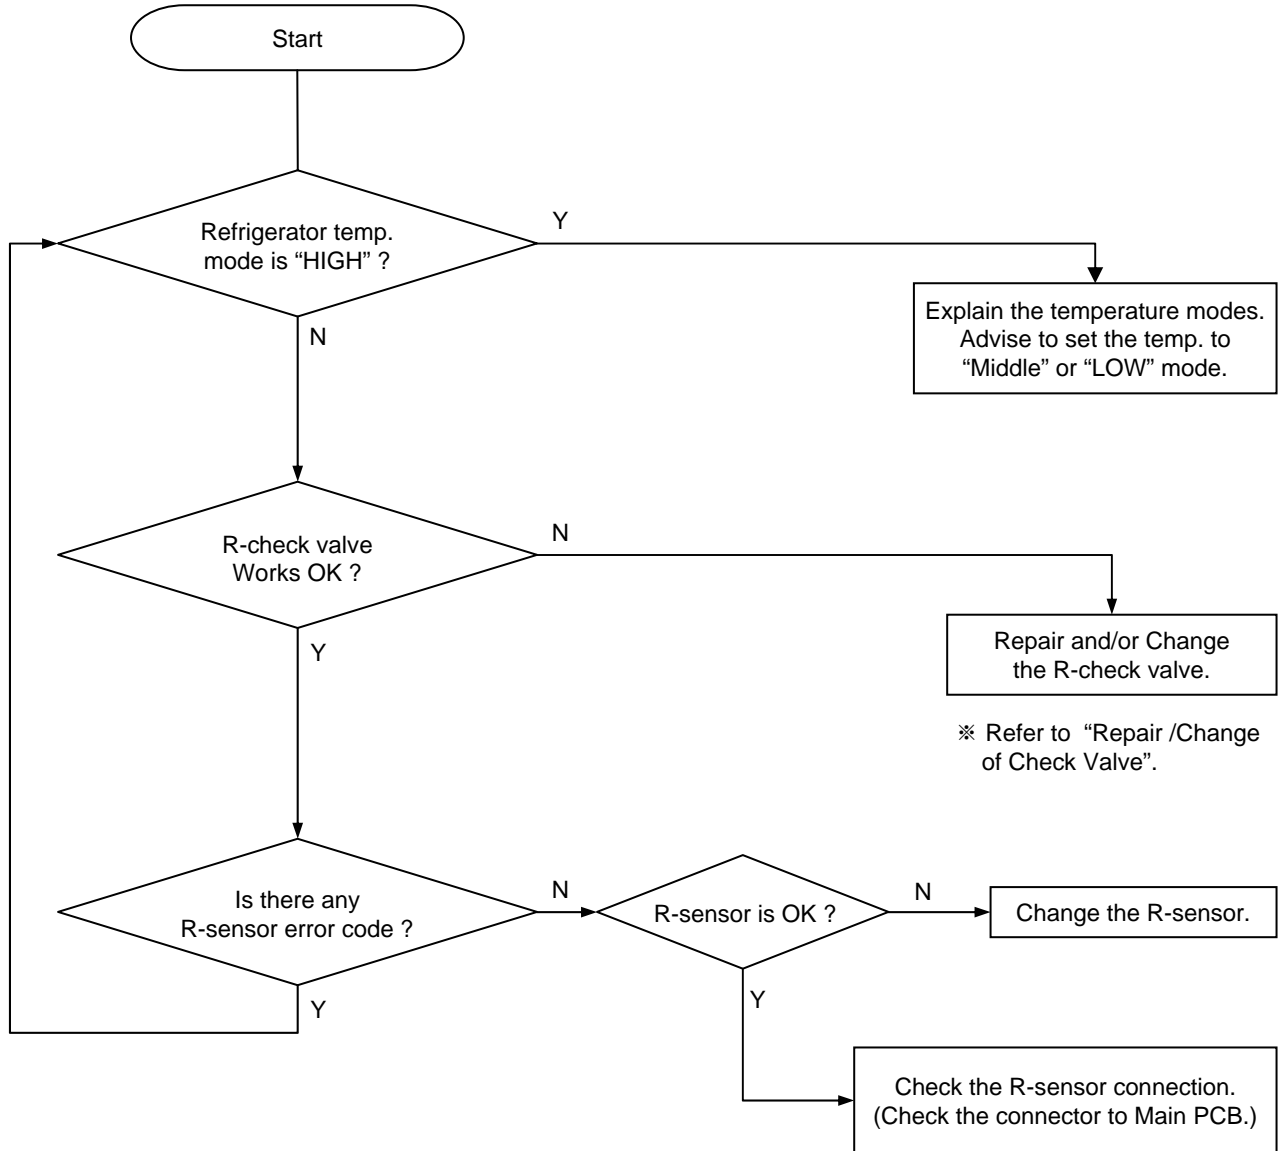 Start
Refrigerator temp.
mode is “HIGH” ?
Y
N
Explain the temperature modes.
Advise to set the temp. to
“Middle” or “LOW” mode.
R-check valve
Works OK ?
N
Y
Repair and/or Change
the R-check valve.
※ Refer to “Repair /Change
of Check Valve”.
Is there any
R-sensor error code ?
N
Y
R-sensor is OK ?
N
Y
Change the R-sensor.
Check the R-sensor connection.
(Check the connector to Main PCB.)